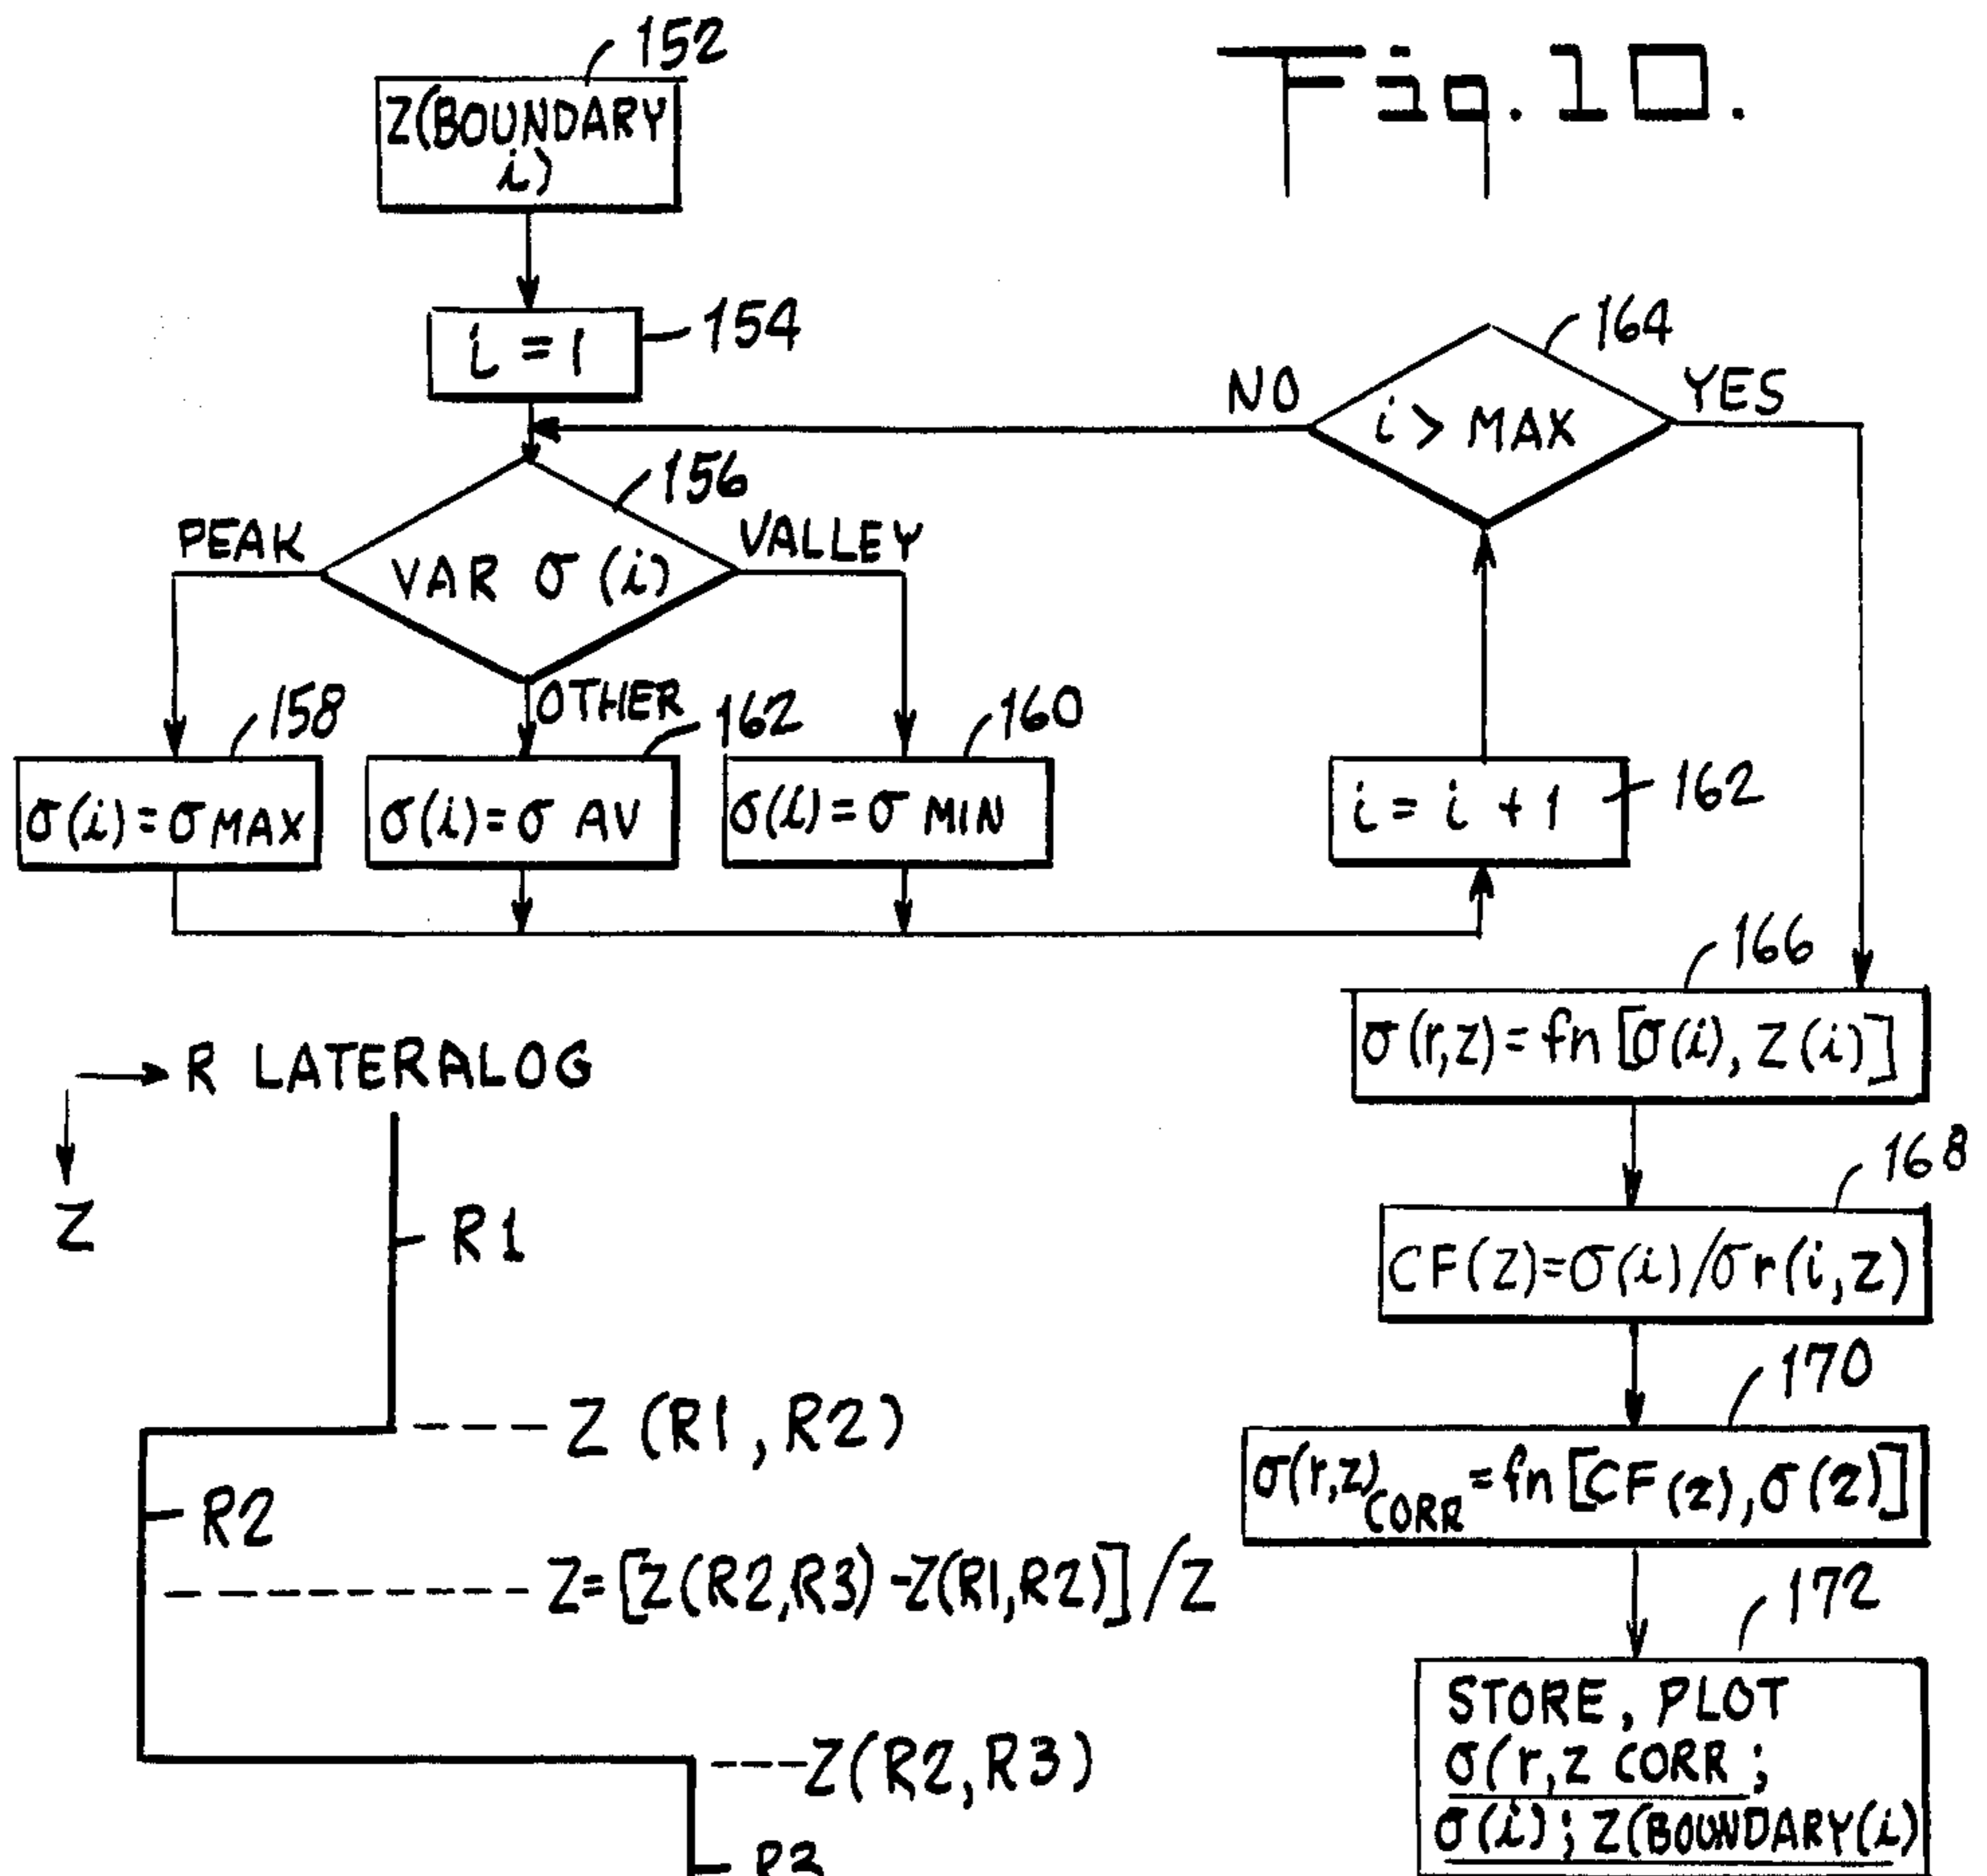 Fig. 10.
152
Z(BOUNDARY
i)
i = 1
154
156
PEAK
VAR σ (i)
VALLEY
OTHER
158
σ(i) = σ MAX
162
σ(i) = σ AV
160
σ(i) = σ MIN
164
NO
i > MAX
YES
i = i + 1
162
166
σ(r,z) = fn [σ(i), Z(i)]
168
CF(Z) = σ(i)/σr(i,z)
170
σ(r,z)CORR = fn [CF(z), σ(z)]
172
STORE, PLOT
σ(r,z CORR ;
σ(i) ; Z(BOUNDARY(i)
R LATERALOG
Z
R1
Z (R1, R2)
R2
Z= [Z(R2,R3) -Z(R1,R2)] /Z
Z(R2, R3)
R3